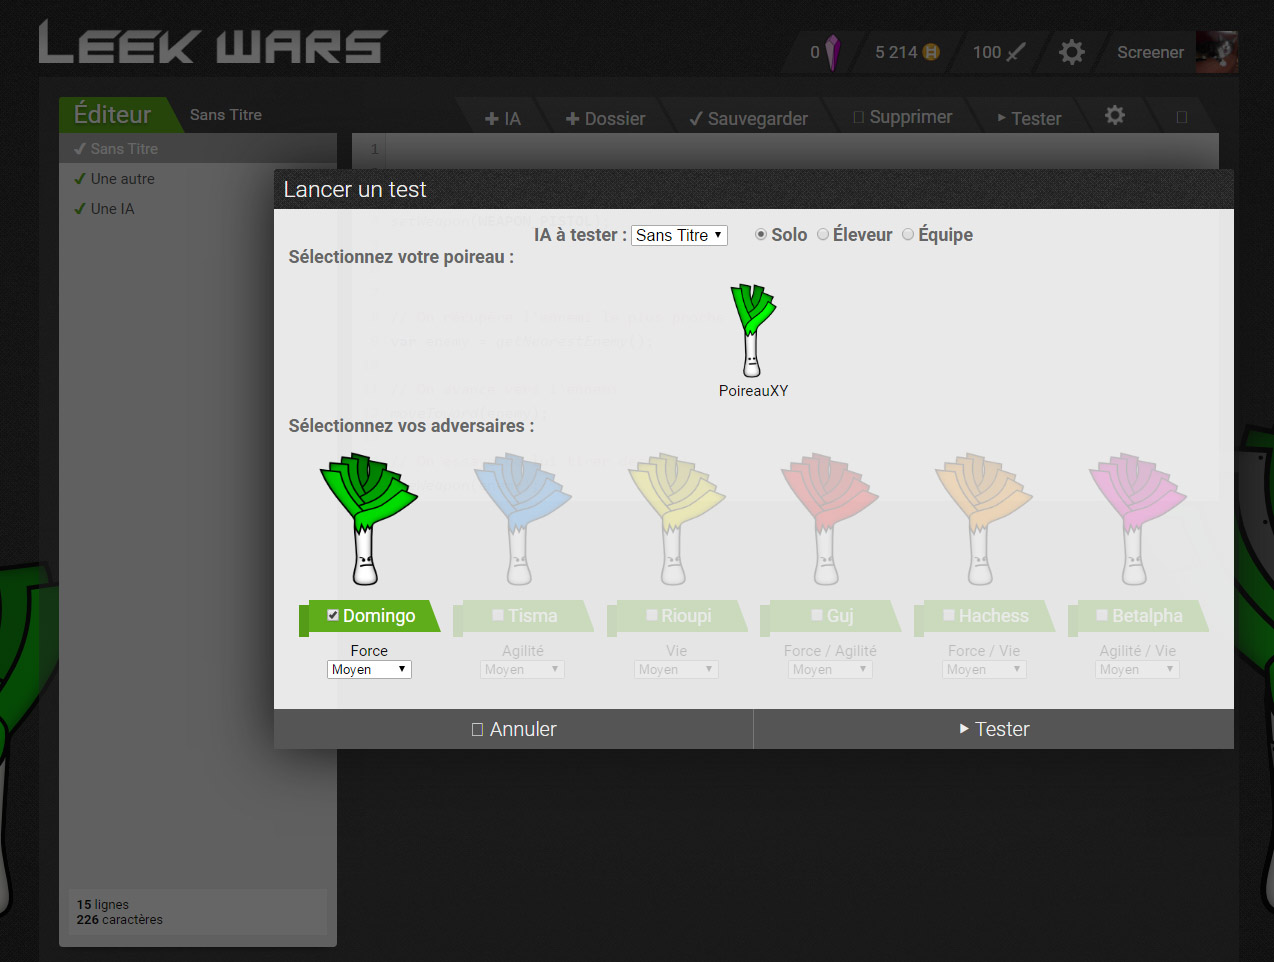 LEEK WARS
0 5 214 100 Screener
Éditeur Sans Titre IA Dossier Sauvegarder Supprimer Tester
Sans Titre
1
Une autre
Une IA
Lancer un test
IA à tester : Sans Titre Solo Éleveur Équipe
Sélectionnez votre poireau :
PoireauXY
Sélectionnez vos adversaires :
Domingo Tisma Rioupi Guj Hachess Betalpha
Force Agilité Vie Force / Agilité Force / Vie Agilité / Vie
Moyen Moyen Moyen Moyen Moyen Moyen
Annuler Tester
15 lignes
226 caractères